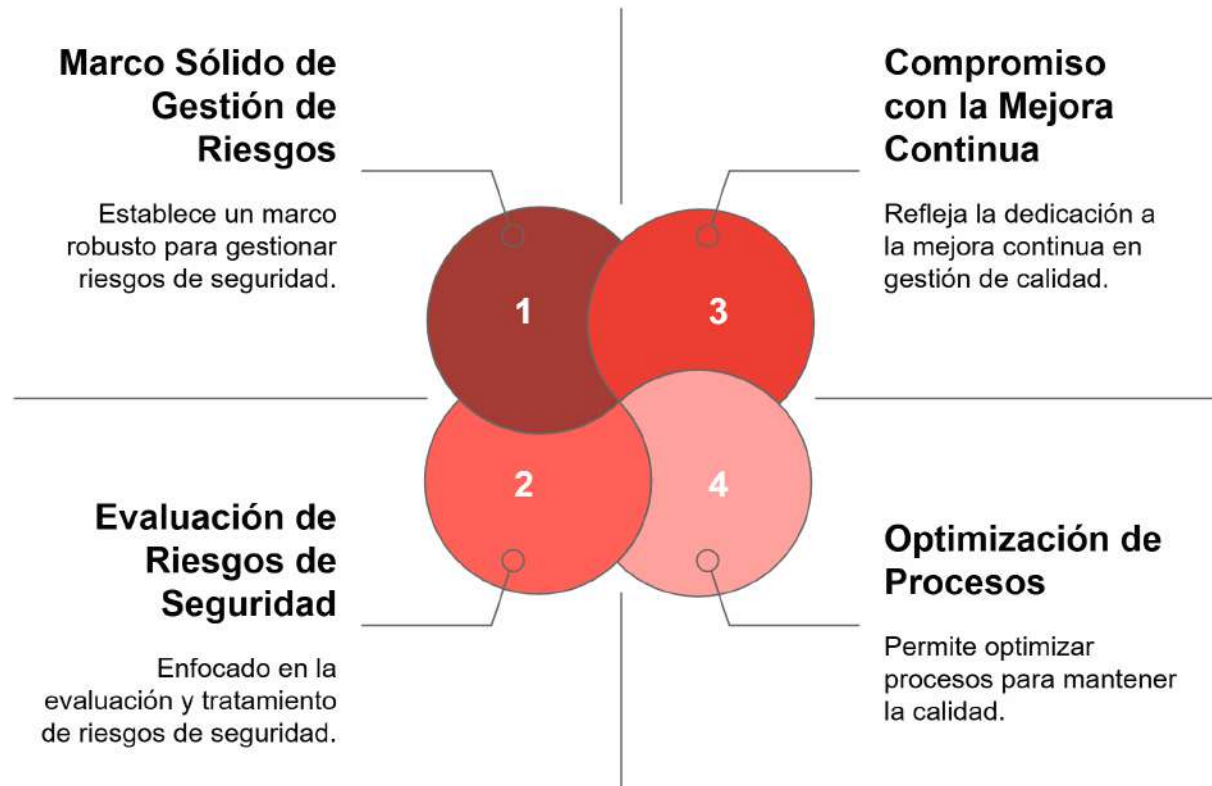 Marco Sólido de
Gestión de
Riesgos
Establece un marco
robusto para gestionar
riesgos de seguridad.
1
Evaluación de
Riesgos de
Seguridad
Enfocado en la
evaluación y tratamiento
de riesgos de seguridad.
2
Compromiso
con la Mejora
Continua
Refleja la dedicación a
la mejora continua en
gestión de calidad.
3
Optimización de
Procesos
Permite optimizar
procesos para mantener
la calidad.
4